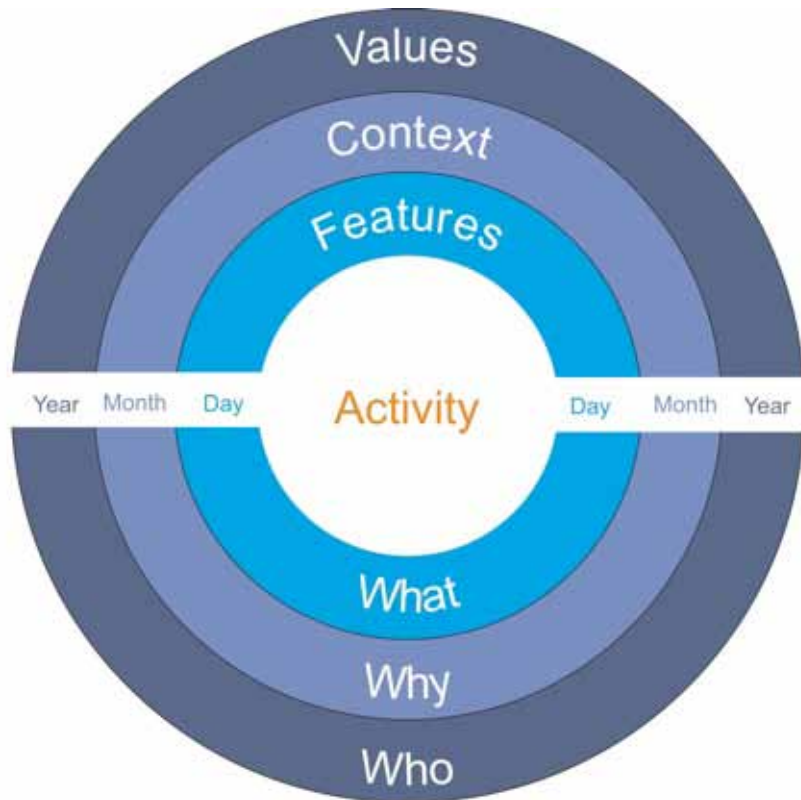 Values
Context
Features
Year Month Day Activity Day Month Year
What
Why
Who